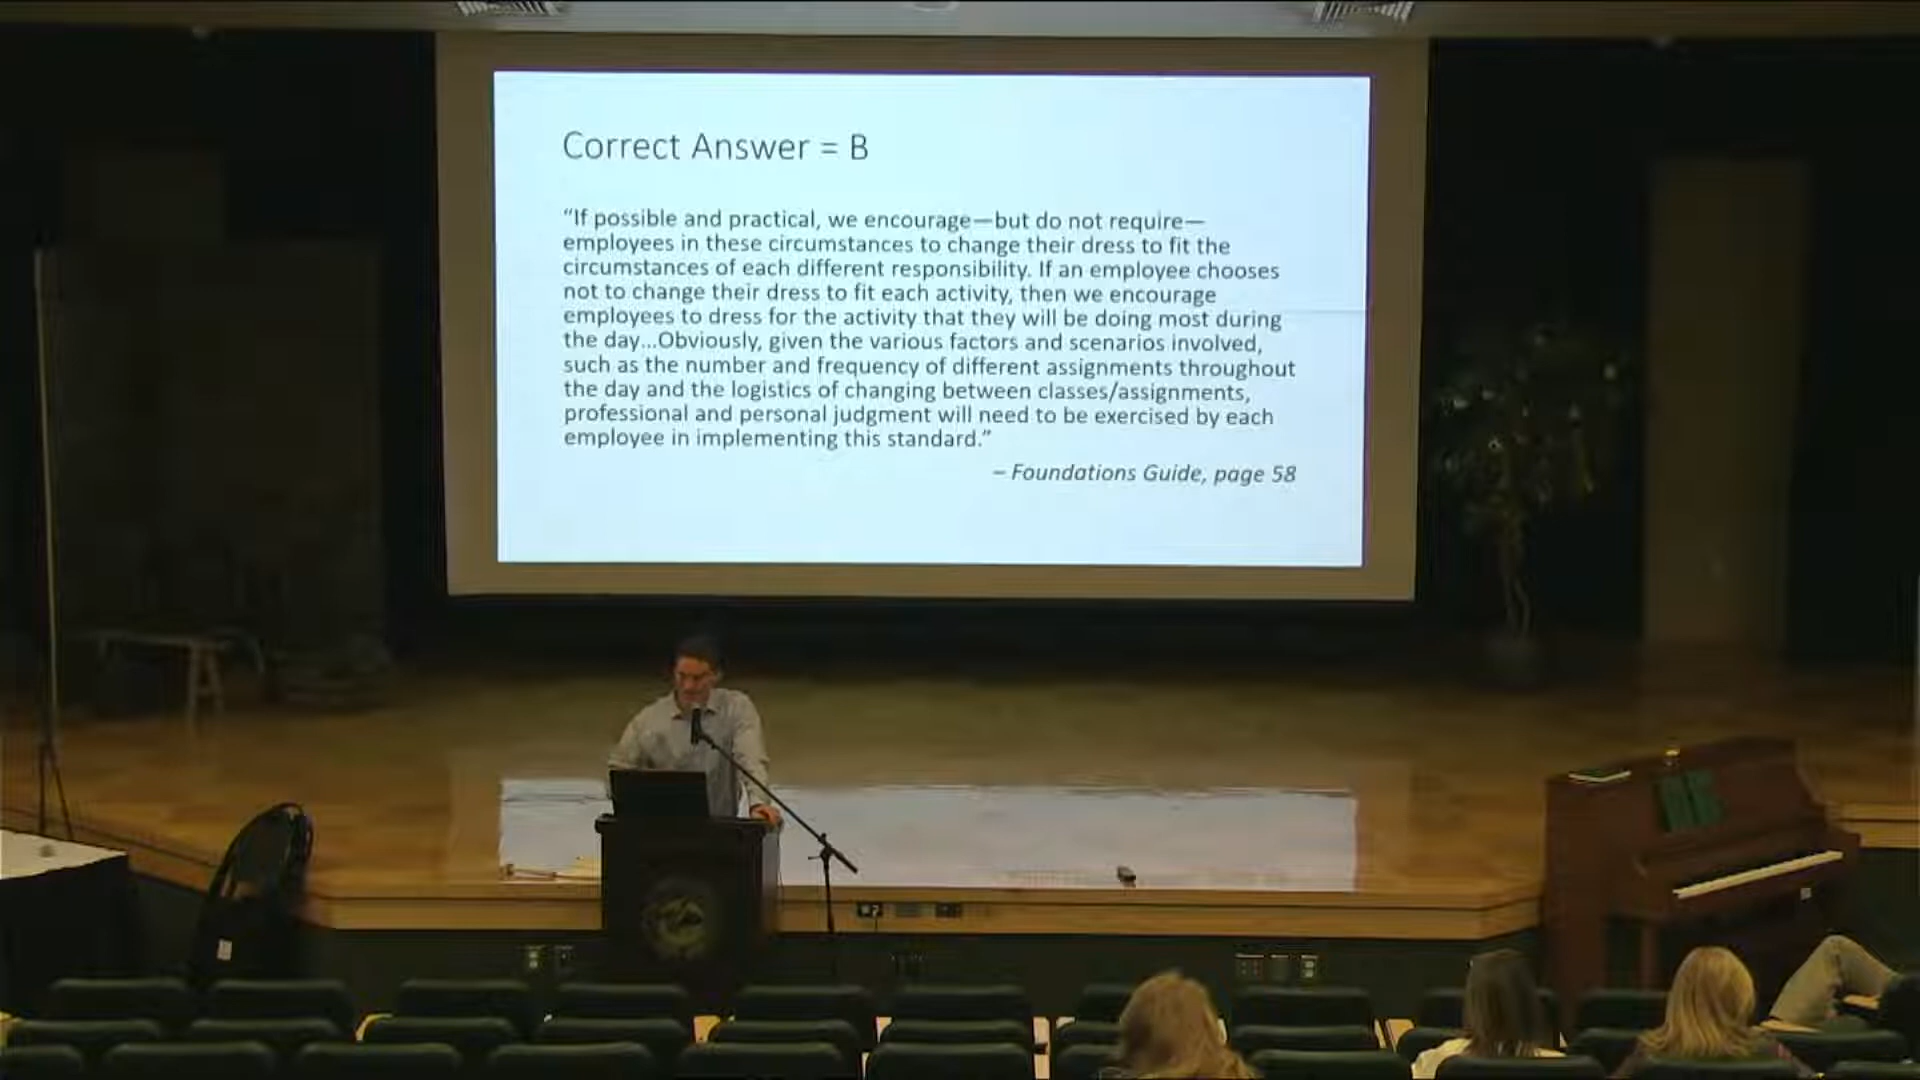 Correct Answer = B
“If possible and practical, we encourage—but do not require—
employees in these circumstances to change their dress to fit the
circumstances of each different responsibility. If an employee chooses
not to change their dress to fit each activity, then we encourage
employees to dress for the activity that they will be doing most during
the day...Obviously, given the various factors and scenarios involved,
such as the number and frequency of different assignments throughout
the day and the logistics of changing between classes/assignments,
professional and personal judgment will need to be exercised by each
employee in implementing this standard.”
– Foundations Guide, page 58